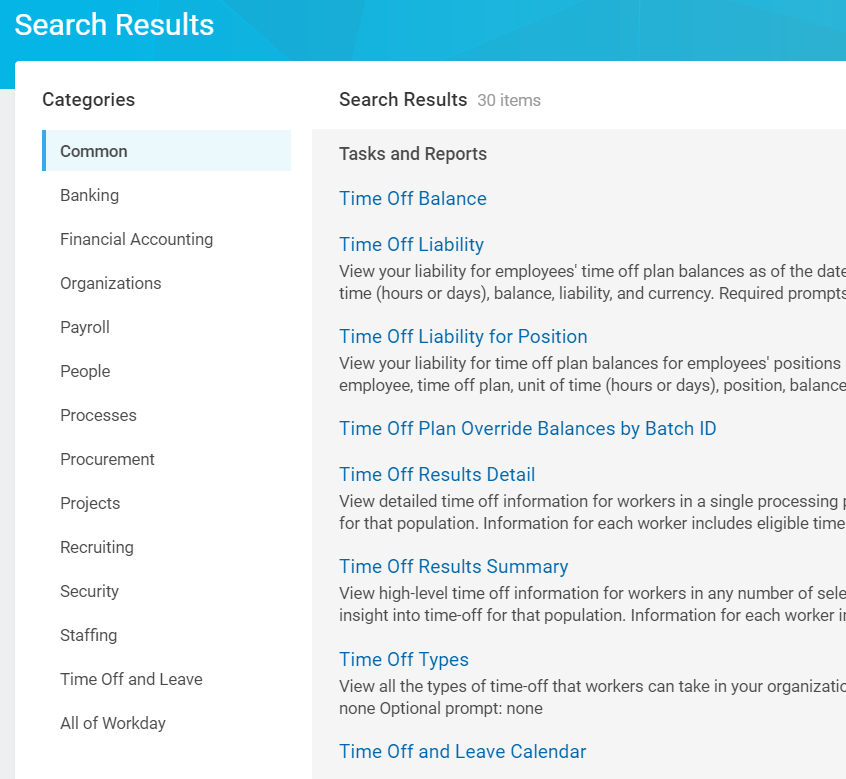 Search Results
Categories
Common
Banking
Financial Accounting
Organizations
Payroll
People
Processes
Procurement
Projects
Recruiting
Security
Staffing
Time Off and Leave
All of Workday
Search Results 30 items
Tasks and Reports
Time Off Balance
Time Off Liability
View your liability for employees' time off plan balances as of the date
time (hours or days), balance, liability, and currency. Required prompts
Time Off Liability for Position
View your liability for time off plan balances for employees' positions
employee, time off plan, unit of time (hours or days), position, balance
Time Off Plan Override Balances by Batch ID
Time Off Results Detail
View detailed time off information for workers in a single processing
for that population. Information for each worker includes eligible time
Time Off Results Summary
View high-level time off information for workers in any number of
insight into time-off for that population. Information for each worker
Time Off Types
View all the types of time-off that workers can take in your
none Optional prompt: none
Time Off and Leave Calendar